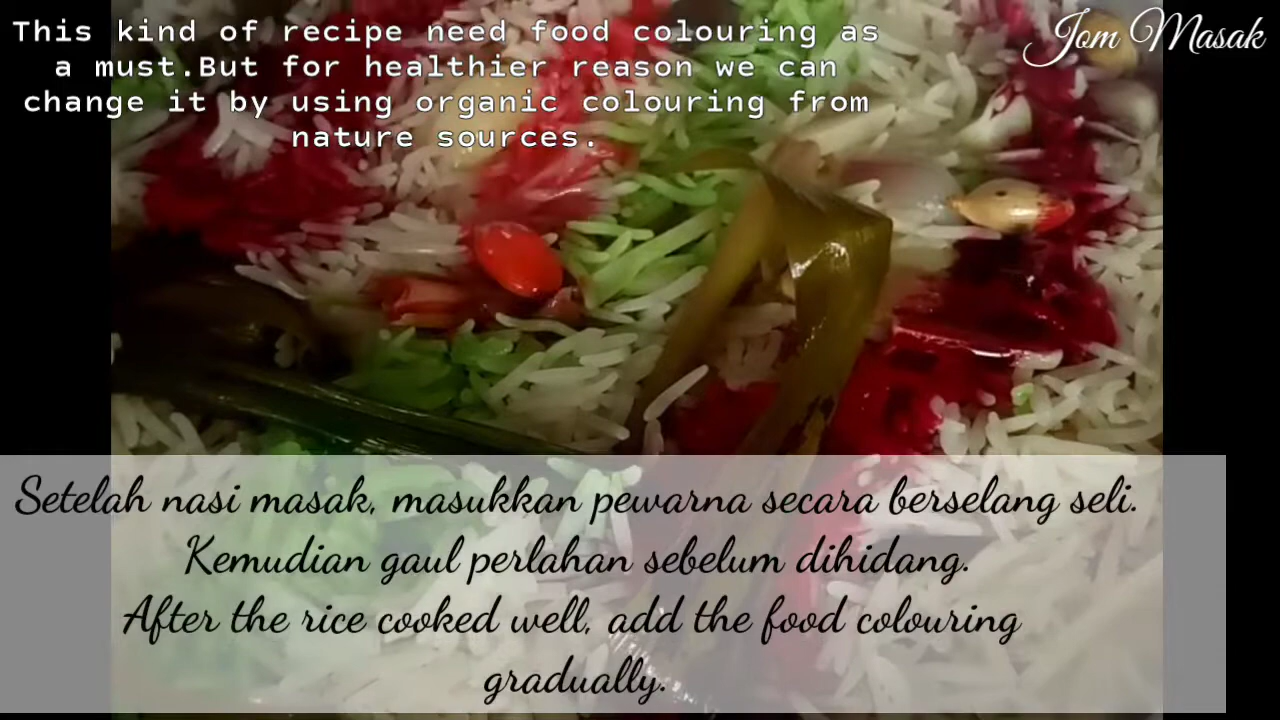 This kind of recipe need food colouring as
a must.But for healthier reason we can
change it by using organic colouring from
nature sources.
Jom Masak
Setelah nasi masak, masukkan pewarna secara berselang seli.
Kemudian gaul perlahan sebelum dihidang.
After the rice cooked well, add the food colouring
gradually.